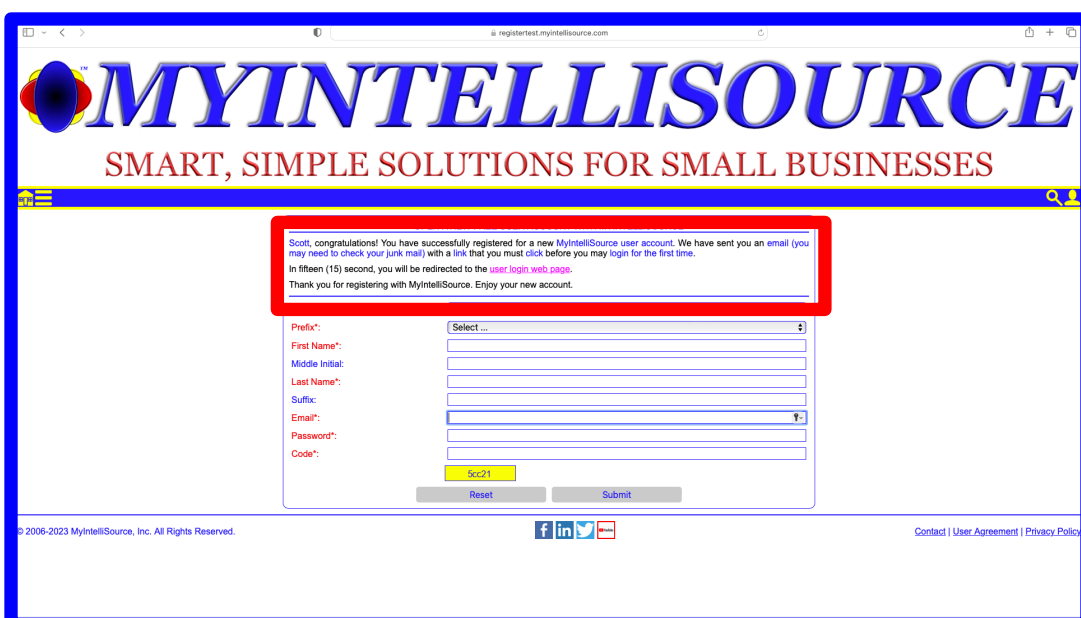 registertest.myintellisource.com
™
MYINTELLISOURCE
SMART, SIMPLE SOLUTIONS FOR SMALL BUSINESSES
Scott, congratulations! You have successfully registered for a new MyIntelliSource user account. We have sent you an email (you
may need to check your junk mail) with a link that you must click before you may login for the first time.
In fifteen (15) second, you will be redirected to the user login web page.
Thank you for registering with MyIntelliSource. Enjoy your new account.
Prefix*:
Select ...
First Name*:
Middle Initial:
Last Name*:
Suffix:
Email*:
Password*:
Code*:
5cc21
Reset Submit
© 2006-2023 MyIntelliSource, Inc. All Rights Reserved.
Contact | User Agreement | Privacy Policy